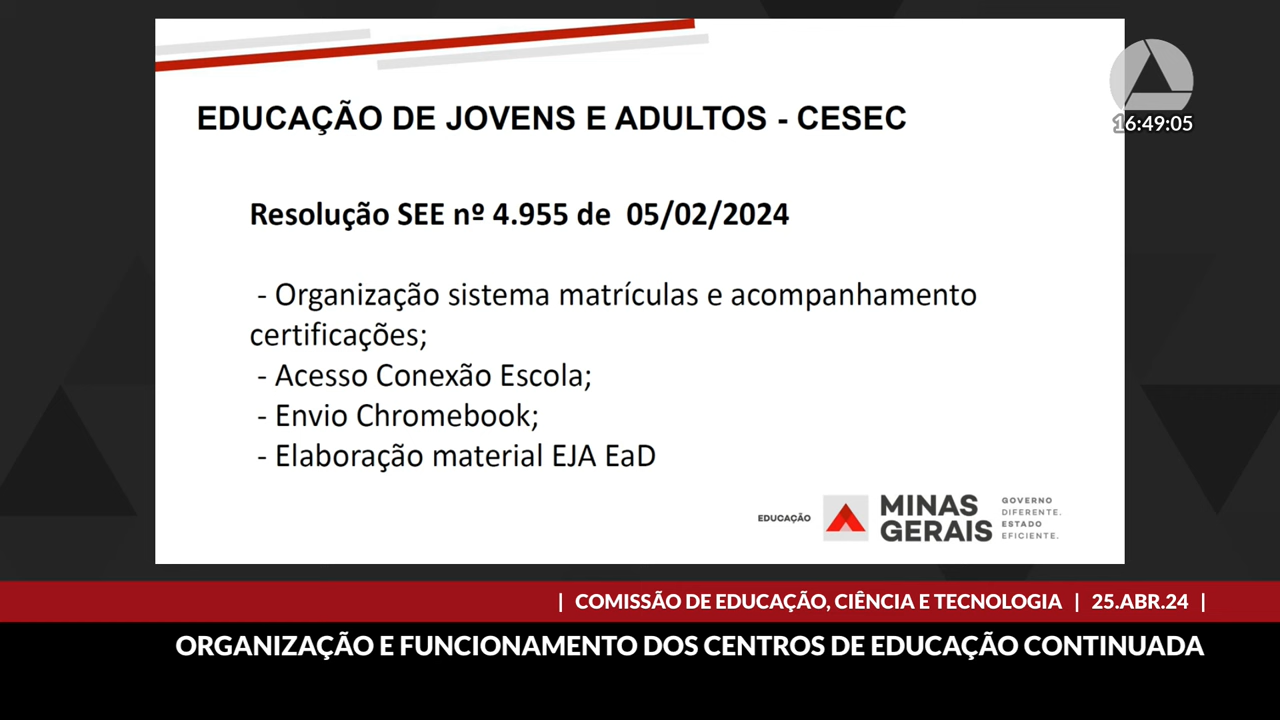 EDUCAÇÃO DE JOVENS E ADULTOS - CESEC
16:49:05
Resolução SEE nº 4.955 de 05/02/2024
- Organização sistema matrículas e acompanhamento
certificações;
- Acesso Conexão Escola;
- Envio Chromebook;
- Elaboração material EJA EaD
EDUCAÇÃO
MINAS
GERAIS
GOVERNO
DIFERENTE.
ESTADO
EFICIENTE.
| COMISSÃO DE EDUCAÇÃO, CIÊNCIA E TECNOLOGIA | 25.ABR.24 |
ORGANIZAÇÃO E FUNCIONAMENTO DOS CENTROS DE EDUCAÇÃO CONTINUADA